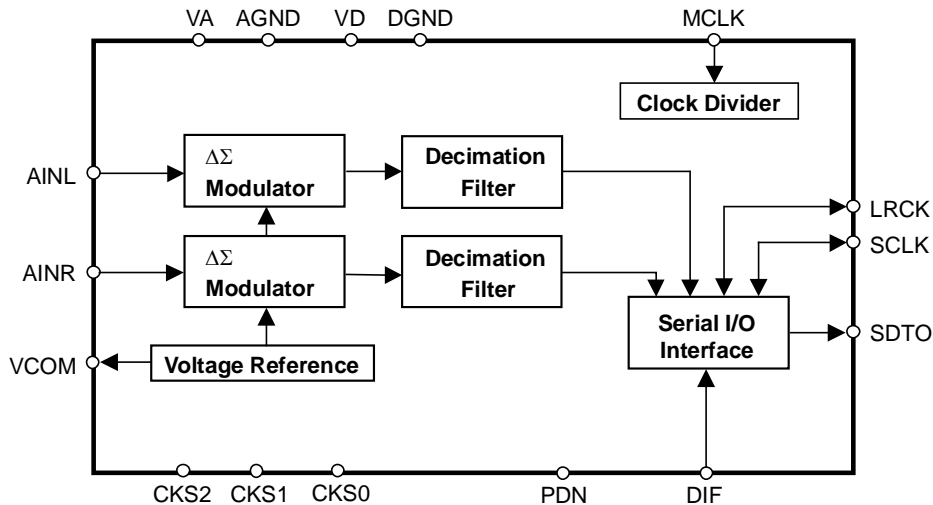 VA AGND VD DGND MCLK
Clock Divider
AINL
ΔΣ
Modulator
Decimation
Filter
LRCK
SCLK
AINR
ΔΣ
Modulator
Decimation
Filter
Serial I/O
Interface
SDTO
VCOM
Voltage Reference
CKS2 CKS1 CKS0 PDN DIF